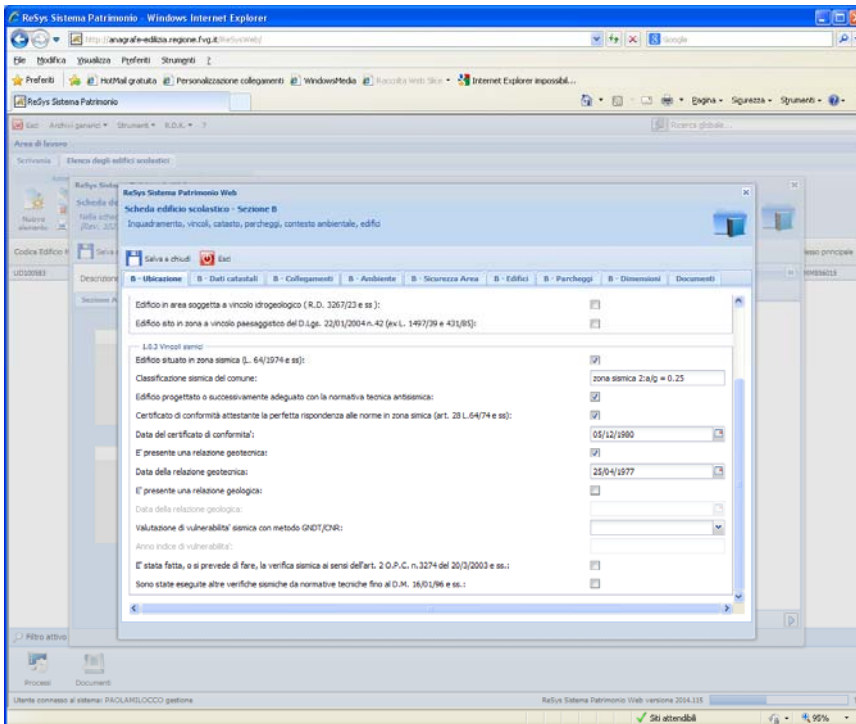 ReSys Sistema Patrimonio - Windows Internet Explorer
http://anagrafe-edilizia.regione.fvg.it/ReSysWeb/
Google
File Modifica Visualizza Preferiti Strumenti ?
Preferiti HotMail gratuita Personalizzazione collegamenti WindowsMedia Raccolta Web Slice Internet Explorer impossibil...
ReSys Sistema Patrimonio
Pagina Sicurezza Strumenti
Esci Archivi generici Strumenti R.D.K. ?
Ricerca globale...
Area di lavoro
Scrivania Elenco degli edifici scolastici
ReSys Sistema Patrimonio Web
Scheda edificio scolastico - Sezione B
Inquadramento, vincoli, catasto, parcheggi, contesto ambientale, edifici
Nuovo elemento
Salva e chiudi Esci
Codice Edificio
B - Ubicazione B - Dati catastali B - Collegamenti B - Ambiente B - Sicurezza Area B - Edifici B - Parcheggi B - Dimensioni Documenti
UD100983
Descrizione
Sezione A
Edificio in area soggetta a vincolo idrogeologico ( R.D. 3267/23 e ss ):
Edificio sito in zona a vincolo paesaggistico del D.Lgs. 22/01/2004 n.42 (ex L. 1497/39 e 431/85):
1.0.3 Vincoli sismici
Edificio situato in zona sismica (L. 64/1974 e ss):
Classificazione sismica del comune: zona sismica 2:a/g = 0.25
Edificio progettato o successivamente adeguato con la normativa tecnica antisismica:
Certificato di conformità attestante la perfetta rispondenza alle norme in zona simica (art. 28 L.64/74 e ss):
Data del certificato di conformita': 05/12/1980
E' presente una relazione geotecnica:
Data della relazione geotecnica: 25/04/1977
E' presente una relazione geologica:
Data della relazione geologica:
Valutazione di vulnerabilita' sismica con metodo GNDT/CNR:
Anno indice di vulnerabilita':
E' stata fatta, o si prevede di fare, la verifica sismica ai sensi dell'art. 2 O.P.C. n.3274 del 20/3/2003 e ss.:
Sono state eseguite altre verifiche sismiche da normative tecniche fino al D.M. 16/01/96 e ss.:
Filtro attivo
Processi Documenti
Utente connesso al sistema: PAOLAMILOCCO gestione
ReSys Sistema Patrimonio Web versione 2014.115
Siti attendibili
95%